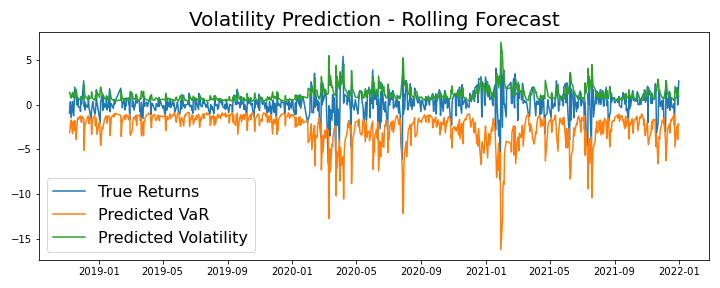 Volatility Prediction - Rolling Forecast
5
0
−5
−10
−15
True Returns
Predicted VaR
Predicted Volatility
2019-01 2019-05 2019-09 2020-01 2020-05 2020-09 2021-01 2021-05 2021-09 2022-01